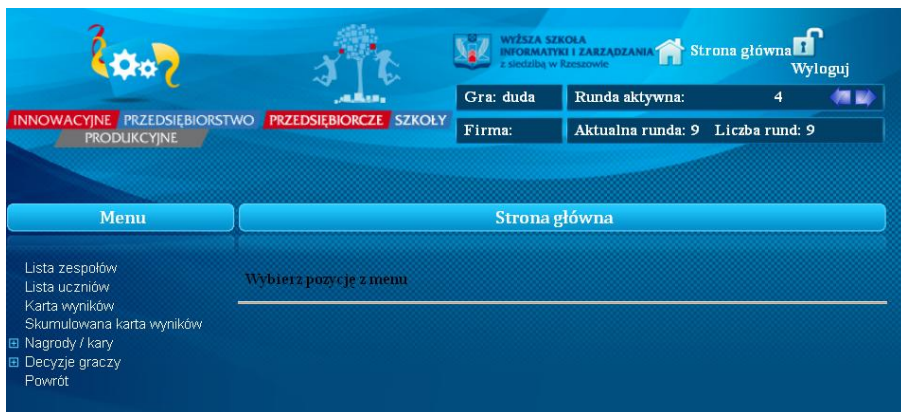 WYŻSZA SZKOŁA
INFORMATYKI I ZARZĄDZANIA
z siedzibą w Rzeszowie
Strona główna
Wyloguj
Gra: duda
Runda aktywna: 4
INNOWACYJNE PRZEDSIĘBIORSTWO
PRODUKCYJNE
PRZEDSIĘBIORCZE SZKOŁY
Firma:
Aktualna runda: 9 Liczba rund: 9
Menu
Strona główna
Lista zespołów
Lista uczniów
Karta wyników
Skumulowana karta wyników
Nagrody / kary
Decyzje graczy
Powrót
Wybierz pozycję z menu